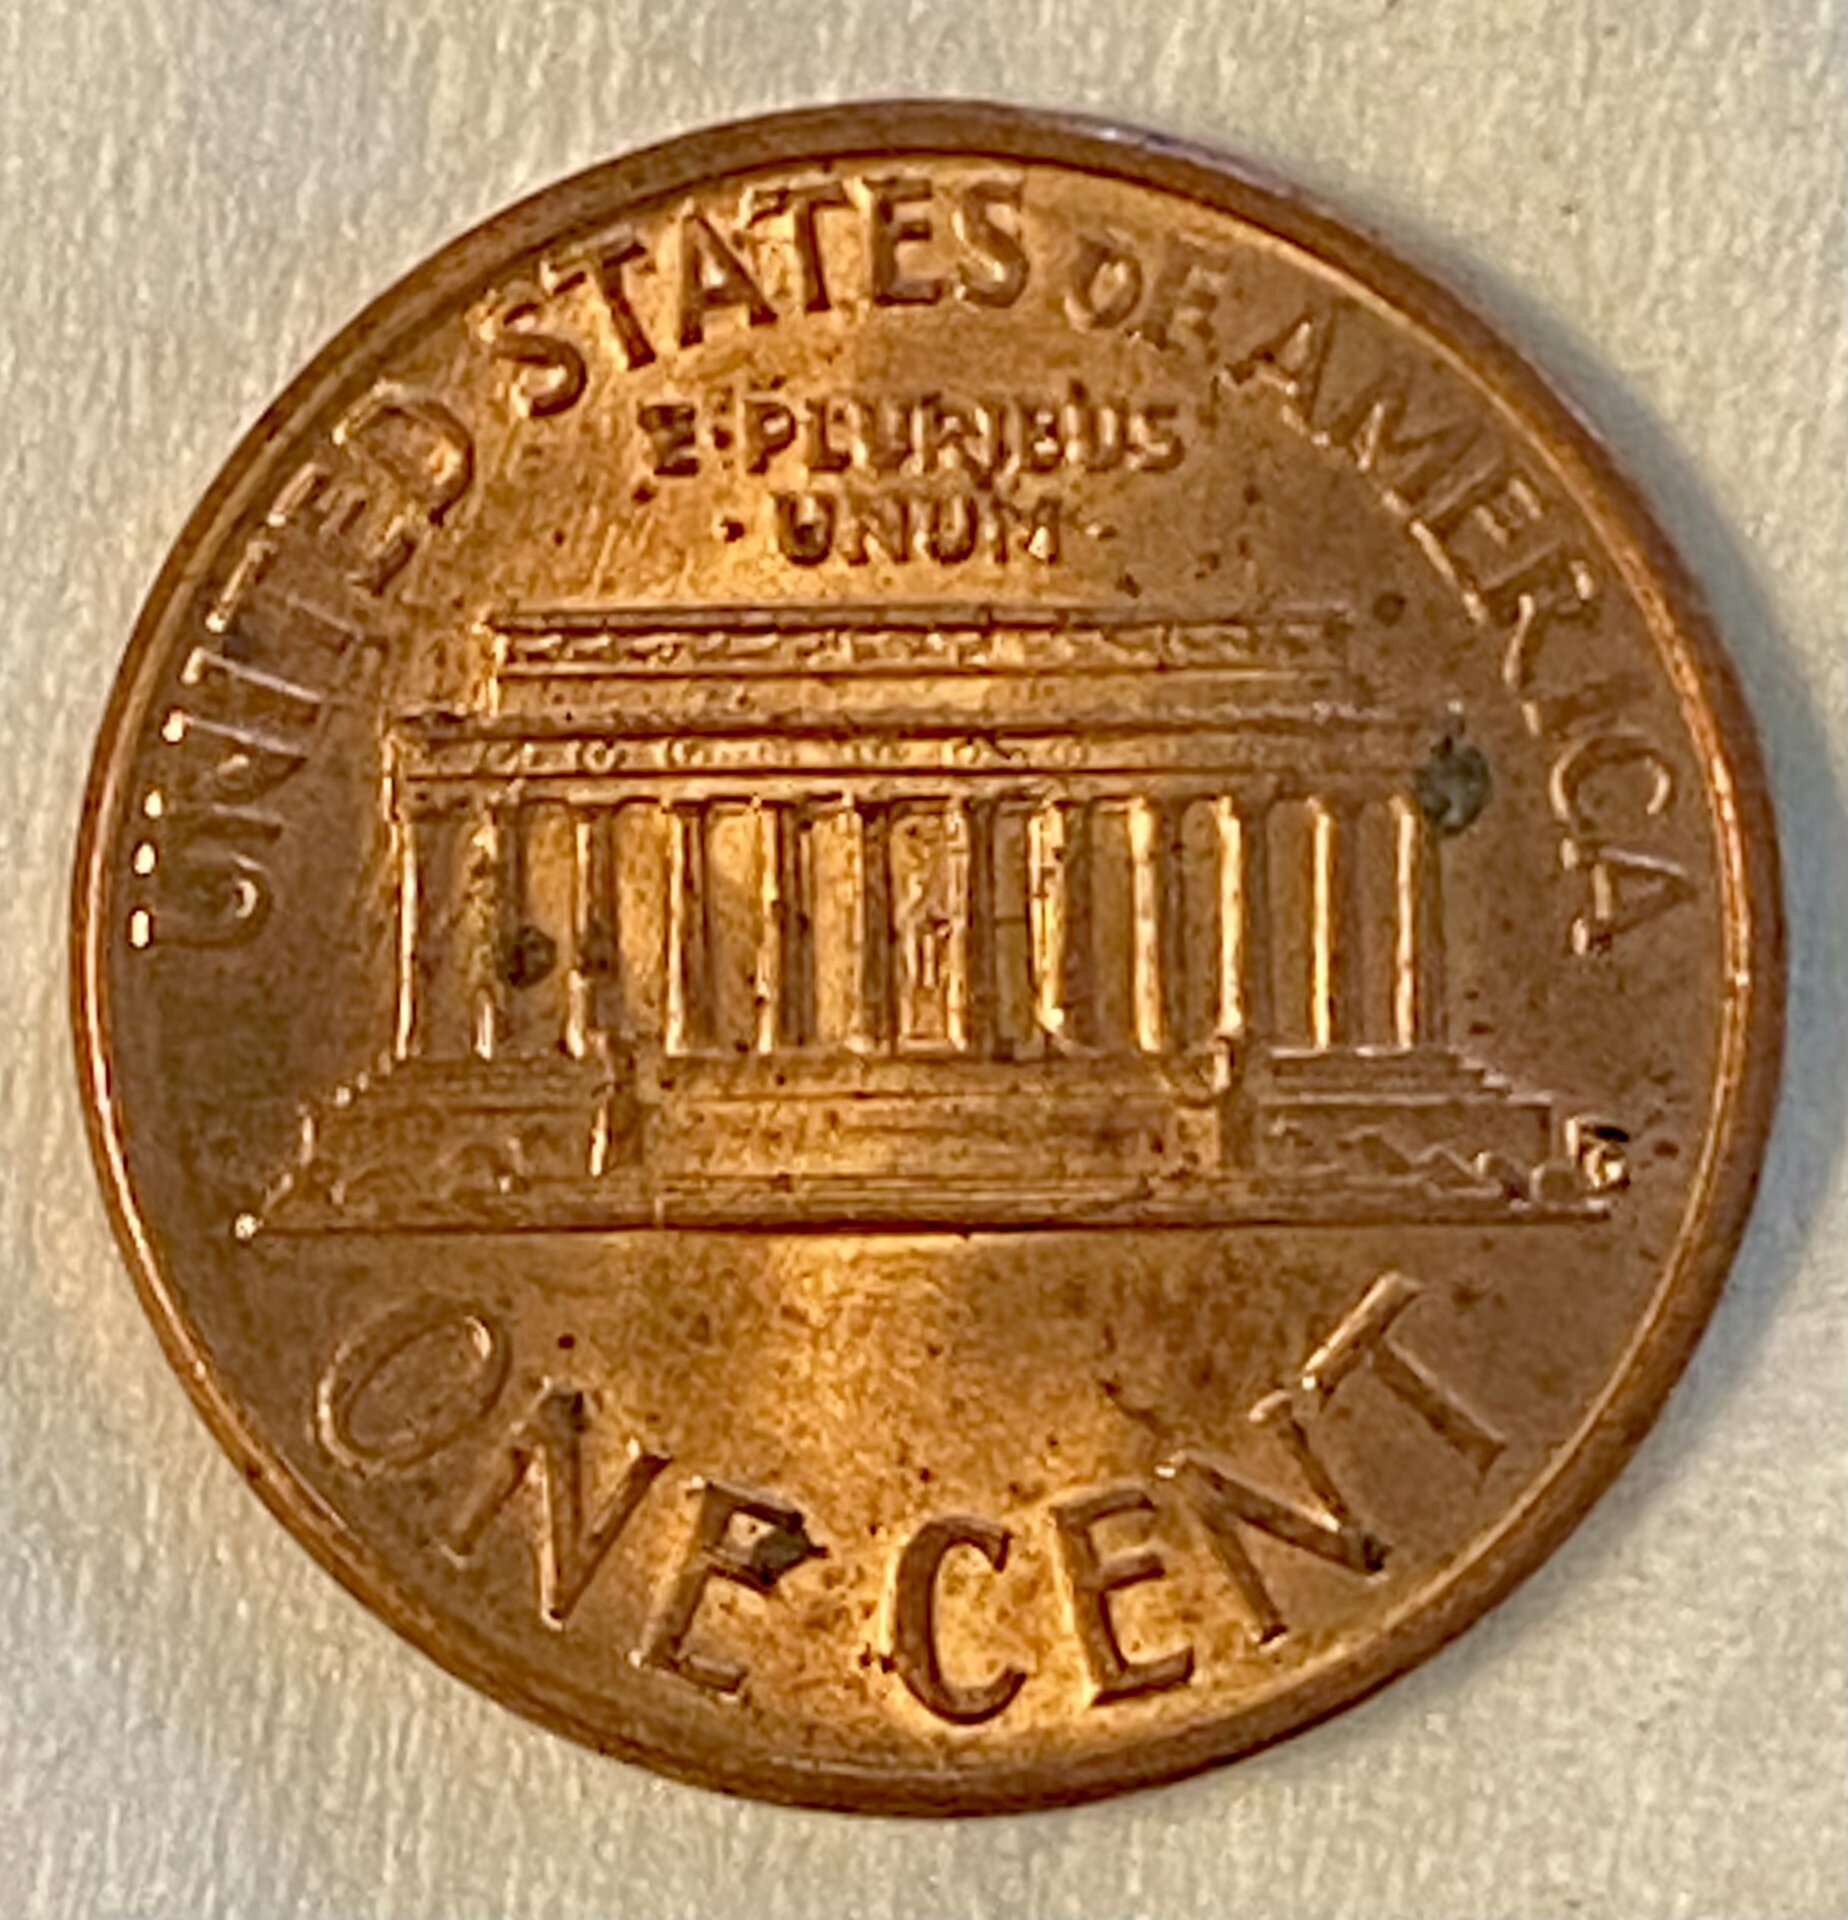 UNITED STATES OF AMERICA
E·PLURIBUS
·UNUM·
ONE CENT